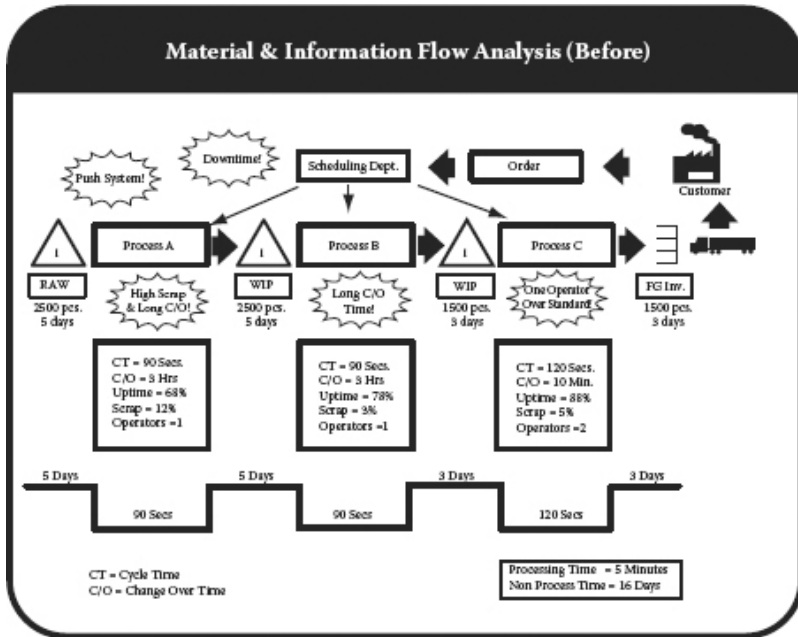 Material & Information Flow Analysis (Before)
Push System!
Downtime!
Scheduling Dept.
Order
Customer
1
Process A
1
Process B
1
Process C
RAW
2500 pcs.
5 days
High Scrap
& Long C/O!
WIP
2500 pcs.
5 days
Long C/O
Time!
WIP
1500 pcs.
3 days
One Operator
Over Standard!
FG Inv.
1500 pcs.
3 days
CT = 90 Secs.
C/O = 3 Hrs
Uptime = 68%
Scrap = 12%
Operators =1
CT = 90 Secs.
C/O = 3 Hrs
Uptime = 78%
Scrap = 3%
Operators =1
CT = 120 Secs.
C/O = 10 Min.
Uptime = 88%
Scrap = 5%
Operators =2
5 Days
90 Secs
5 Days
90 Secs
3 Days
120 Secs
3 Days
CT = Cycle Time
C/O = Change Over Time
Processing Time = 5 Minutes
Non Process Time = 16 Days